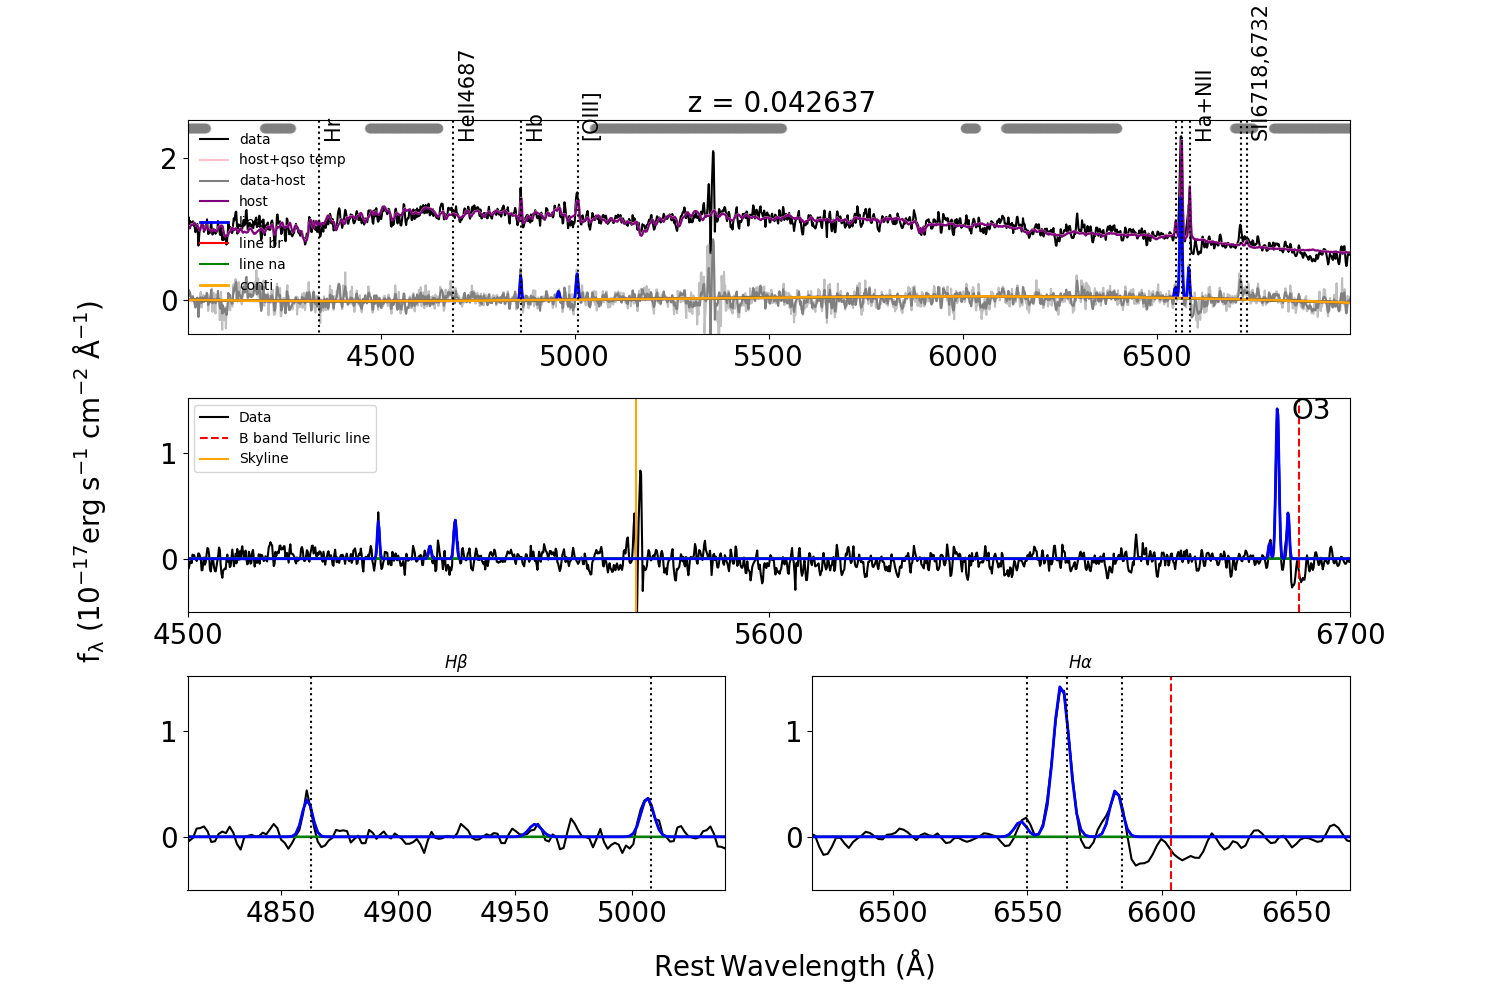 z = 0.042637
Hr
HeII4687
Hb
[OIII]
Ha+NII
SII6718,6732
data
host+qso temp
data-host
host
line br
line na
conti
2
0
4500
5000
5500
6000
6500
f_λ (10^−17 erg s^−1 cm^−2 Å^−1)
Data
B band Telluric line
Skyline
O3
1
0
4500
5600
6700
Hβ
1
0
4850
4900
4950
5000
Hα
1
0
6500
6550
6600
6650
Rest Wavelength (Å)